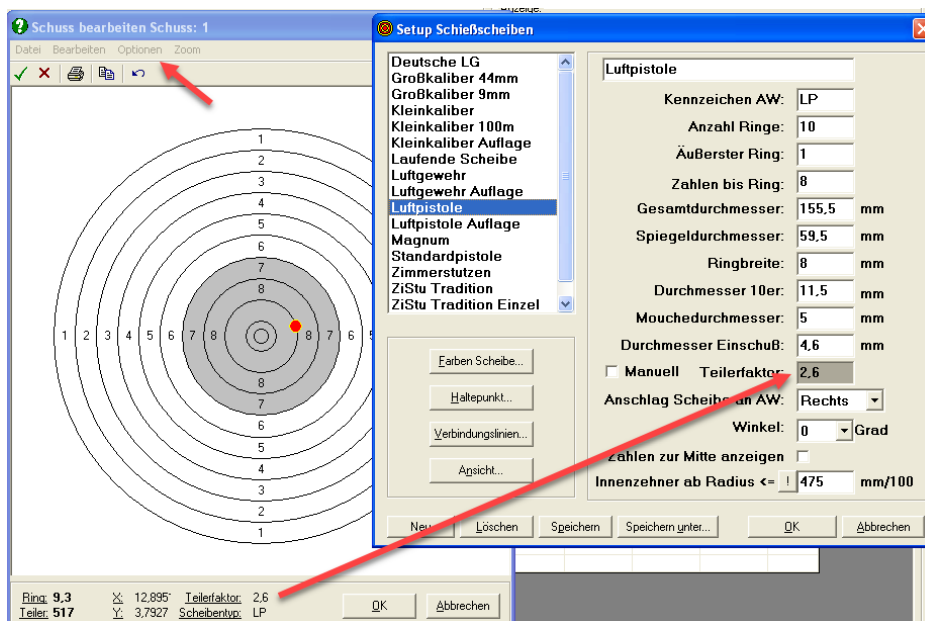 Anzeige:
Schuss bearbeiten Schuss: 1
Datei Bearbeiten Optionen Zoom
1
2
3
4
5
6
7
8
1 2 3 4 5 6 7 8 8 7 6
8
7
6
5
4
3
2
1
Ring: 9,3 X: 12,895 Teilerfaktor: 2,6
Teiler: 517 Y: 3,7927 Scheibentyp: LP
OK Abbrechen
Setup Schießscheiben
Deutsche LG
Großkaliber 44mm
Großkaliber 9mm
Kleinkaliber
Kleinkaliber 100m
Kleinkaliber Auflage
Laufende Scheibe
Luftgewehr
Luftgewehr Auflage
Luftpistole
Luftpistole Auflage
Magnum
Standardpistole
Zimmerstutzen
ZiStu Tradition
ZiStu Tradition Einzel
Farben Scheibe...
Haltepunkt...
Verbindungslinien...
Ansicht...
Luftpistole
Kennzeichen AW: LP
Anzahl Ringe: 10
Äußerster Ring: 1
Zahlen bis Ring: 8
Gesamtdurchmesser: 155,5 mm
Spiegeldurchmesser: 59,5 mm
Ringbreite: 8 mm
Durchmesser 10er: 11,5 mm
Mouchedurchmesser: 5 mm
Durchmesser Einschuß: 4,6 mm
Manuell Teilerfaktor: 2,6
Anschlag Scheibe an AW: Rechts
Winkel: 0 Grad
Zahlen zur Mitte anzeigen
Innenzehner ab Radius <= ! 475 mm/100
Neu Löschen Speichern Speichern unter... OK Abbrechen